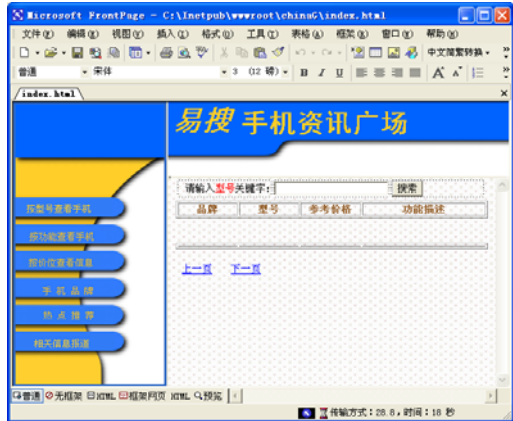 Microsoft FrontPage - C:\Inetpub\wwwroot\chinaG\index.html
文件(F) 编辑(E) 视图(V) 插入(I) 格式(O) 工具(T) 表格(A) 框架(R) 窗口(W) 帮助(H)
中文简繁转换
普通 宋体 3 (12 磅) B I U A A
/index.html
易搜 手机资讯广场
请输入型号关键字: 搜索
品牌 型号 参考价格 功能描述
按型号查看手机
按功能查看手机
按价位查看信息
手 机 品 牌
热 点 推 荐
相关信息报道
上一页 下一页
普通 无框架 HTML 框架网页 HTML 预览
传输方式:28.8,时间:18 秒